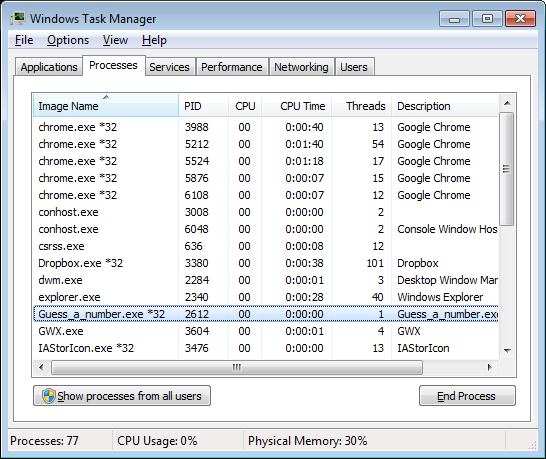 Windows Task Manager
File Options View Help
Applications Processes Services Performance Networking Users
Image Name PID CPU CPU Time Threads Description
chrome.exe *32 3988 00 0:00:40 13 Google Chrome
chrome.exe *32 5212 00 0:01:40 54 Google Chrome
chrome.exe *32 5524 00 0:01:18 17 Google Chrome
chrome.exe *32 5876 00 0:00:07 15 Google Chrome
chrome.exe *32 6108 00 0:00:07 12 Google Chrome
conhost.exe 3008 00 0:00:00 2
conhost.exe 6048 00 0:00:00 2 Console Window Hos
csrss.exe 636 00 0:00:08 12
Dropbox.exe *32 3380 00 0:00:38 101 Dropbox
dwm.exe 2284 00 0:00:01 3 Desktop Window Mar
explorer.exe 2340 00 0:00:28 40 Windows Explorer
Guess_a_number.exe *32 2612 00 0:00:00 1 Guess_a_number.exe
GWX.exe 3604 00 0:00:01 4 GWX
IAStorIcon.exe *32 3476 00 0:00:00 13 IAStorIcon
Show processes from all users End Process
Processes: 77 CPU Usage: 0% Physical Memory: 30%